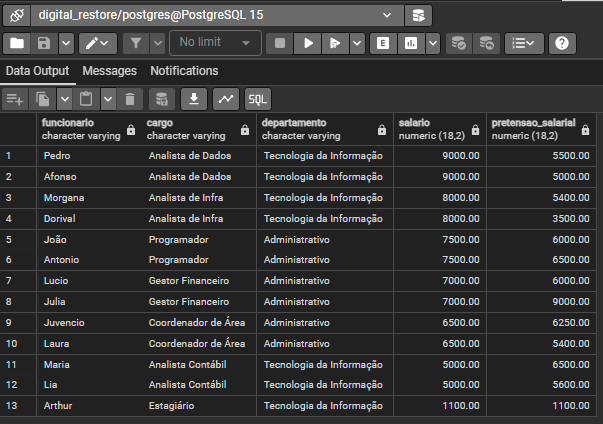 digital_restore/postgres@PostgreSQL 15
No limit
Data Output Messages Notifications
SQL
funcionario cargo departamento salario pretensao_salarial
character varying character varying character varying numeric (18,2) numeric (18,2)
1 Pedro Analista de Dados Tecnologia da Informação 9000.00 5500.00
2 Afonso Analista de Dados Tecnologia da Informação 9000.00 5000.00
3 Morgana Analista de Infra Tecnologia da Informação 8000.00 5400.00
4 Dorival Analista de Infra Tecnologia da Informação 8000.00 3500.00
5 João Programador Administrativo 7500.00 6000.00
6 Antonio Programador Administrativo 7500.00 6500.00
7 Lucio Gestor Financeiro Administrativo 7000.00 6000.00
8 Julia Gestor Financeiro Administrativo 7000.00 9000.00
9 Juvencio Coordenador de Área Administrativo 6500.00 6250.00
10 Laura Coordenador de Área Administrativo 6500.00 5400.00
11 Maria Analista Contábil Tecnologia da Informação 5000.00 6500.00
12 Lia Analista Contábil Tecnologia da Informação 5000.00 5600.00
13 Arthur Estagiário Tecnologia da Informação 1100.00 1100.00